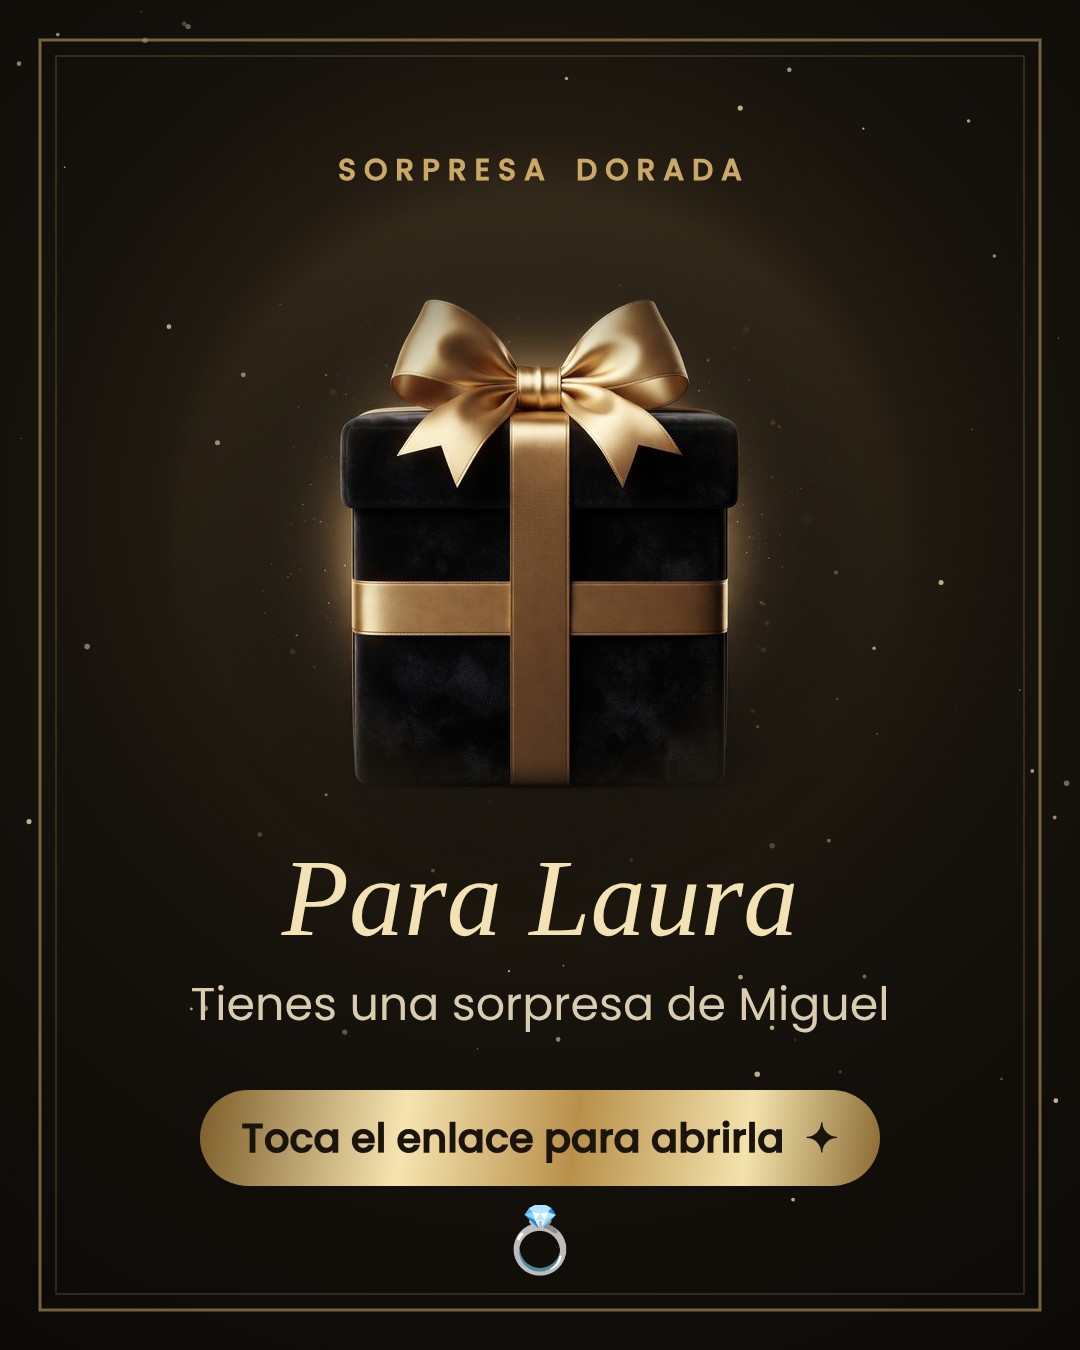 SORPRESA DORADA
Para Laura
Tienes una sorpresa de Miguel
Toca el enlace para abrirla ✦